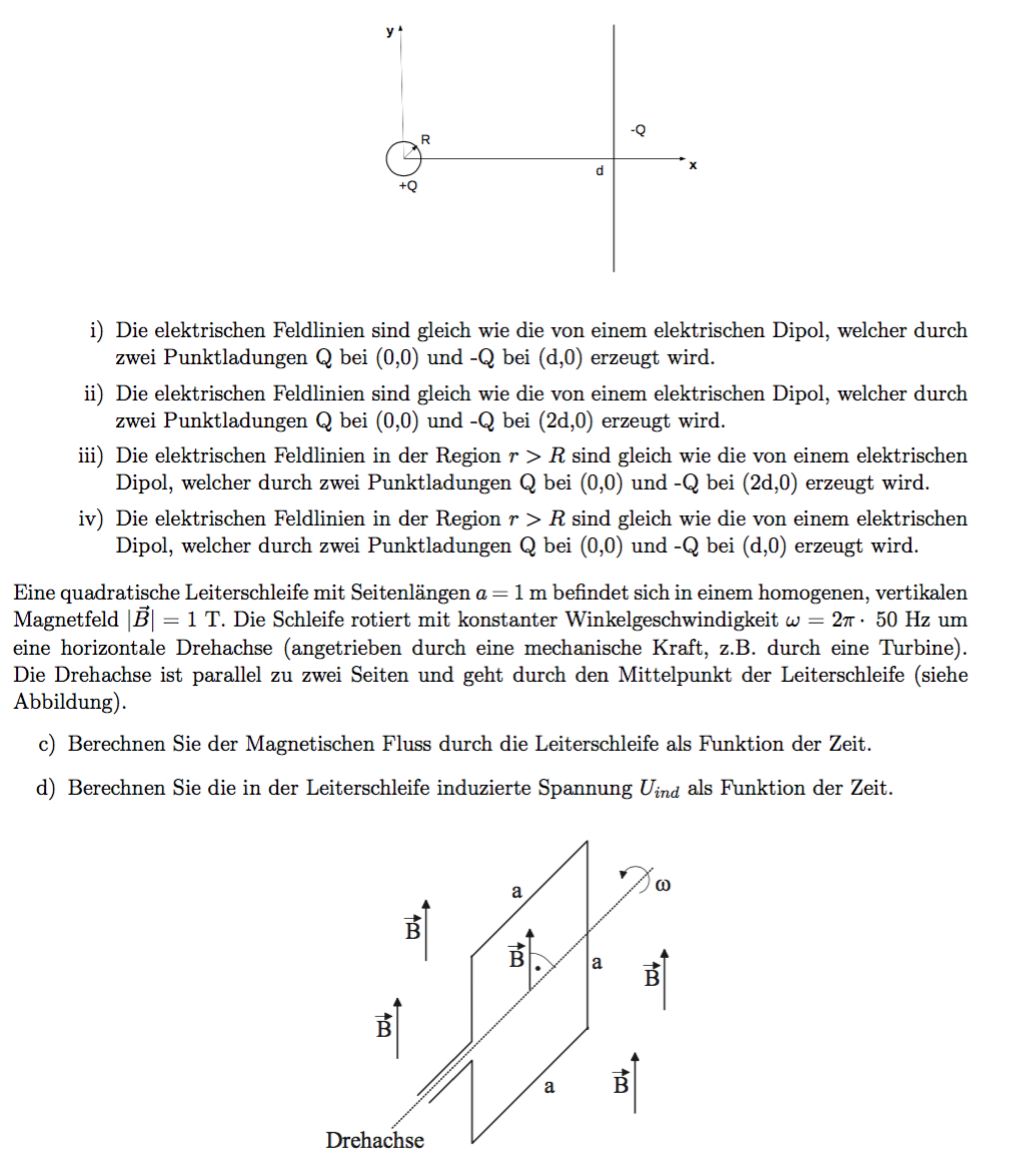 y
R
-Q
d
x
+Q
i) Die elektrischen Feldlinien sind gleich wie die von einem elektrischen Dipol, welcher durch
zwei Punktladungen Q bei (0,0) und -Q bei (d,0) erzeugt wird.
ii) Die elektrischen Feldlinien sind gleich wie die von einem elektrischen Dipol, welcher durch
zwei Punktladungen Q bei (0,0) und -Q bei (2d,0) erzeugt wird.
iii) Die elektrischen Feldlinien in der Region r > R sind gleich wie die von einem elektrischen
Dipol, welcher durch zwei Punktladungen Q bei (0,0) und -Q bei (2d,0) erzeugt wird.
iv) Die elektrischen Feldlinien in der Region r > R sind gleich wie die von einem elektrischen
Dipol, welcher durch zwei Punktladungen Q bei (0,0) und -Q bei (d,0) erzeugt wird.
Eine quadratische Leiterschleife mit Seitenlängen a = 1 m befindet sich in einem homogenen, vertikalen
Magnetfeld |B⃗| = 1 T. Die Schleife rotiert mit konstanter Winkelgeschwindigkeit ω = 2π · 50 Hz um
eine horizontale Drehachse (angetrieben durch eine mechanische Kraft, z.B. durch eine Turbine).
Die Drehachse ist parallel zu zwei Seiten und geht durch den Mittelpunkt der Leiterschleife (siehe
Abbildung).
c) Berechnen Sie der Magnetischen Fluss durch die Leiterschleife als Funktion der Zeit.
d) Berechnen Sie die in der Leiterschleife induzierte Spannung U_ind als Funktion der Zeit.
a
ω
B⃗
B⃗
a
B⃗
B⃗
a
B⃗
Drehachse